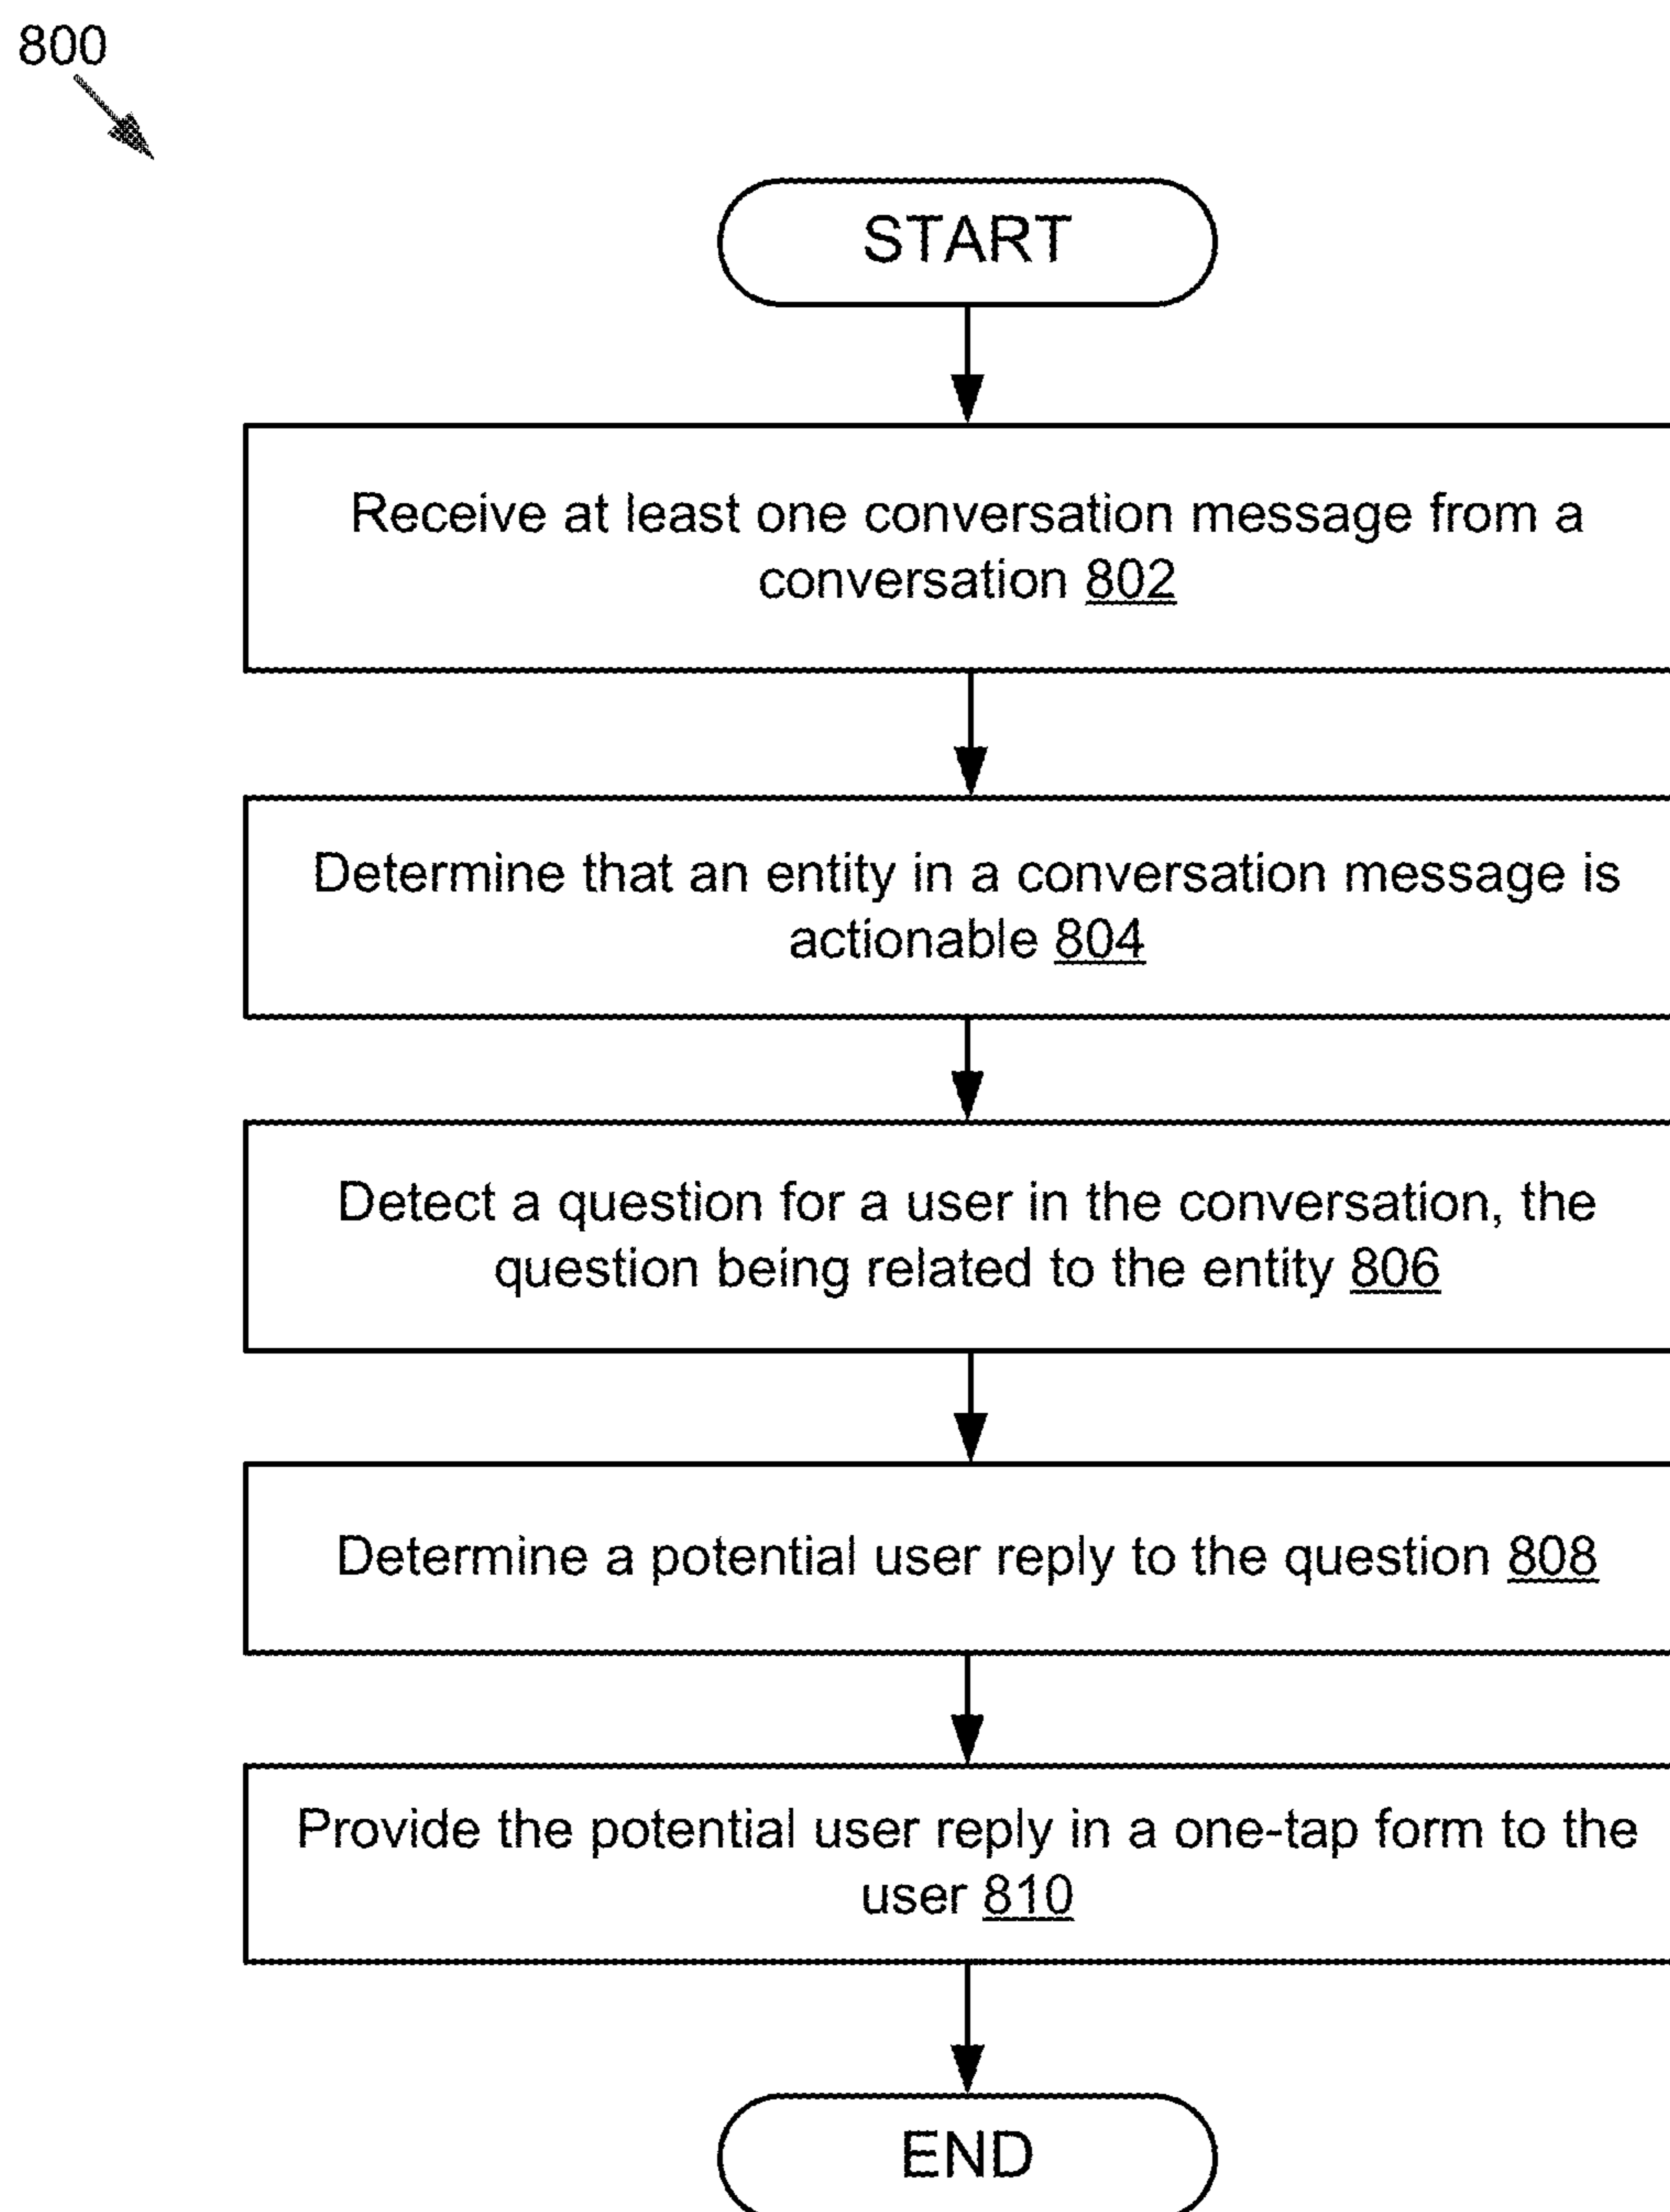 800
START
Receive at least one conversation message from a
conversation 802
Determine that an entity in a conversation message is
actionable 804
Detect a question for a user in the conversation, the
question being related to the entity 806
Determine a potential user reply to the question 808
Provide the potential user reply in a one-tap form to the
user 810
END